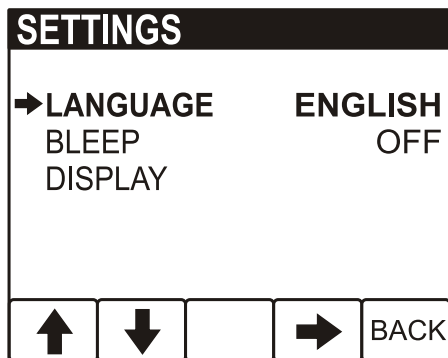 SETTINGS
LANGUAGE ENGLISH
BLEEP OFF
DISPLAY
BACK